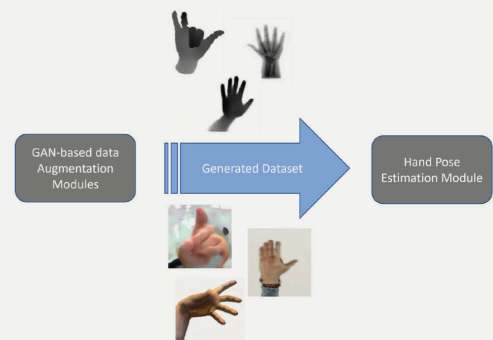 GAN-based data
Augmentation
Modules
Generated Dataset
Hand Pose
Estimation Module